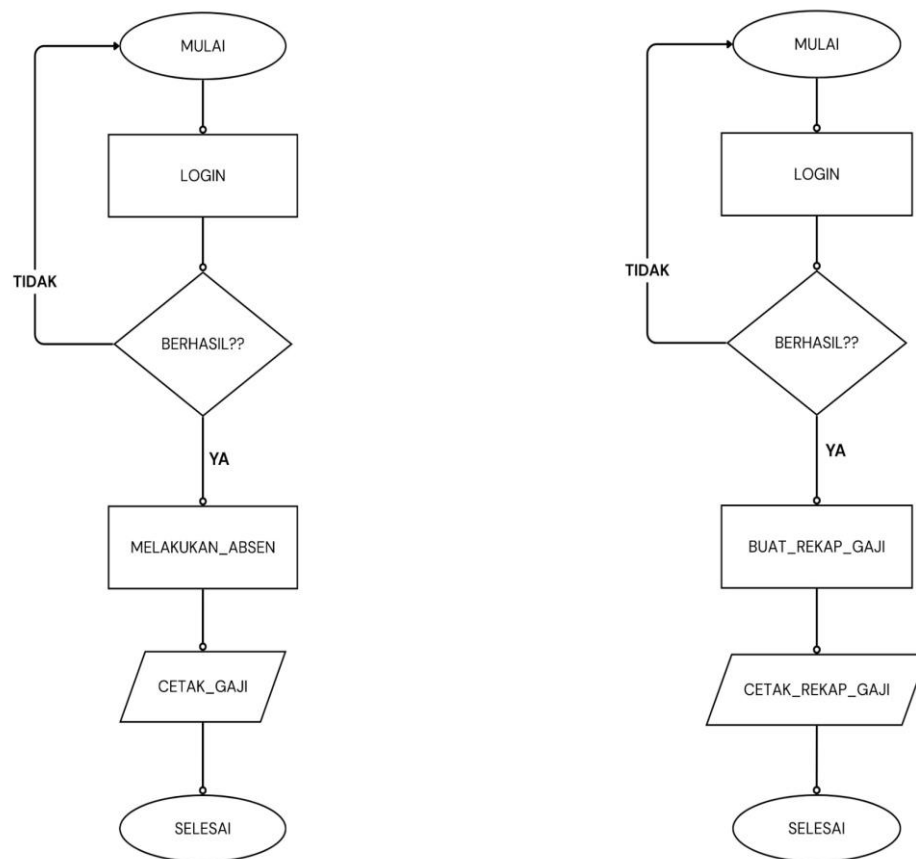 MULAI
LOGIN
TIDAK
BERHASIL??
YA
MELAKUKAN_ABSEN
CETAK_GAJI
SELESAI
MULAI
LOGIN
TIDAK
BERHASIL??
YA
BUAT_REKAP_GAJI
CETAK_REKAP_GAJI
SELESAI